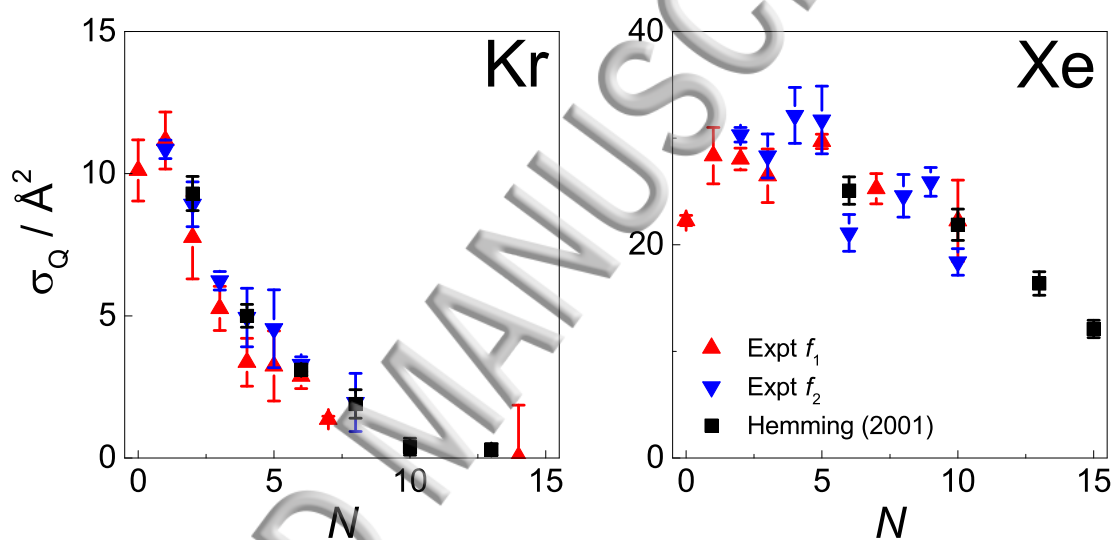 15
10
5
0
σQ / Å²
Kr
0
5
10
15
N
40
20
0
Xe
Expt f₁
Expt f₂
Hemming (2001)
0
5
10
15
N
D MANUSC